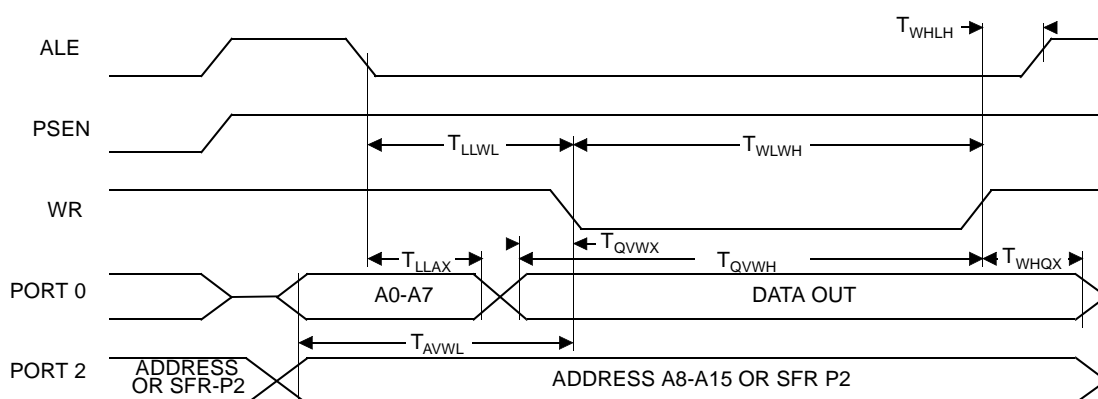 ALE
TWHLH
PSEN
TLLWL
TWLWH
WR
TLLAX
TQVWX
TQVWH
TWHQX
PORT 0
A0-A7
DATA OUT
TAVWL
PORT 2
ADDRESS
OR SFR-P2
ADDRESS A8-A15 OR SFR P2